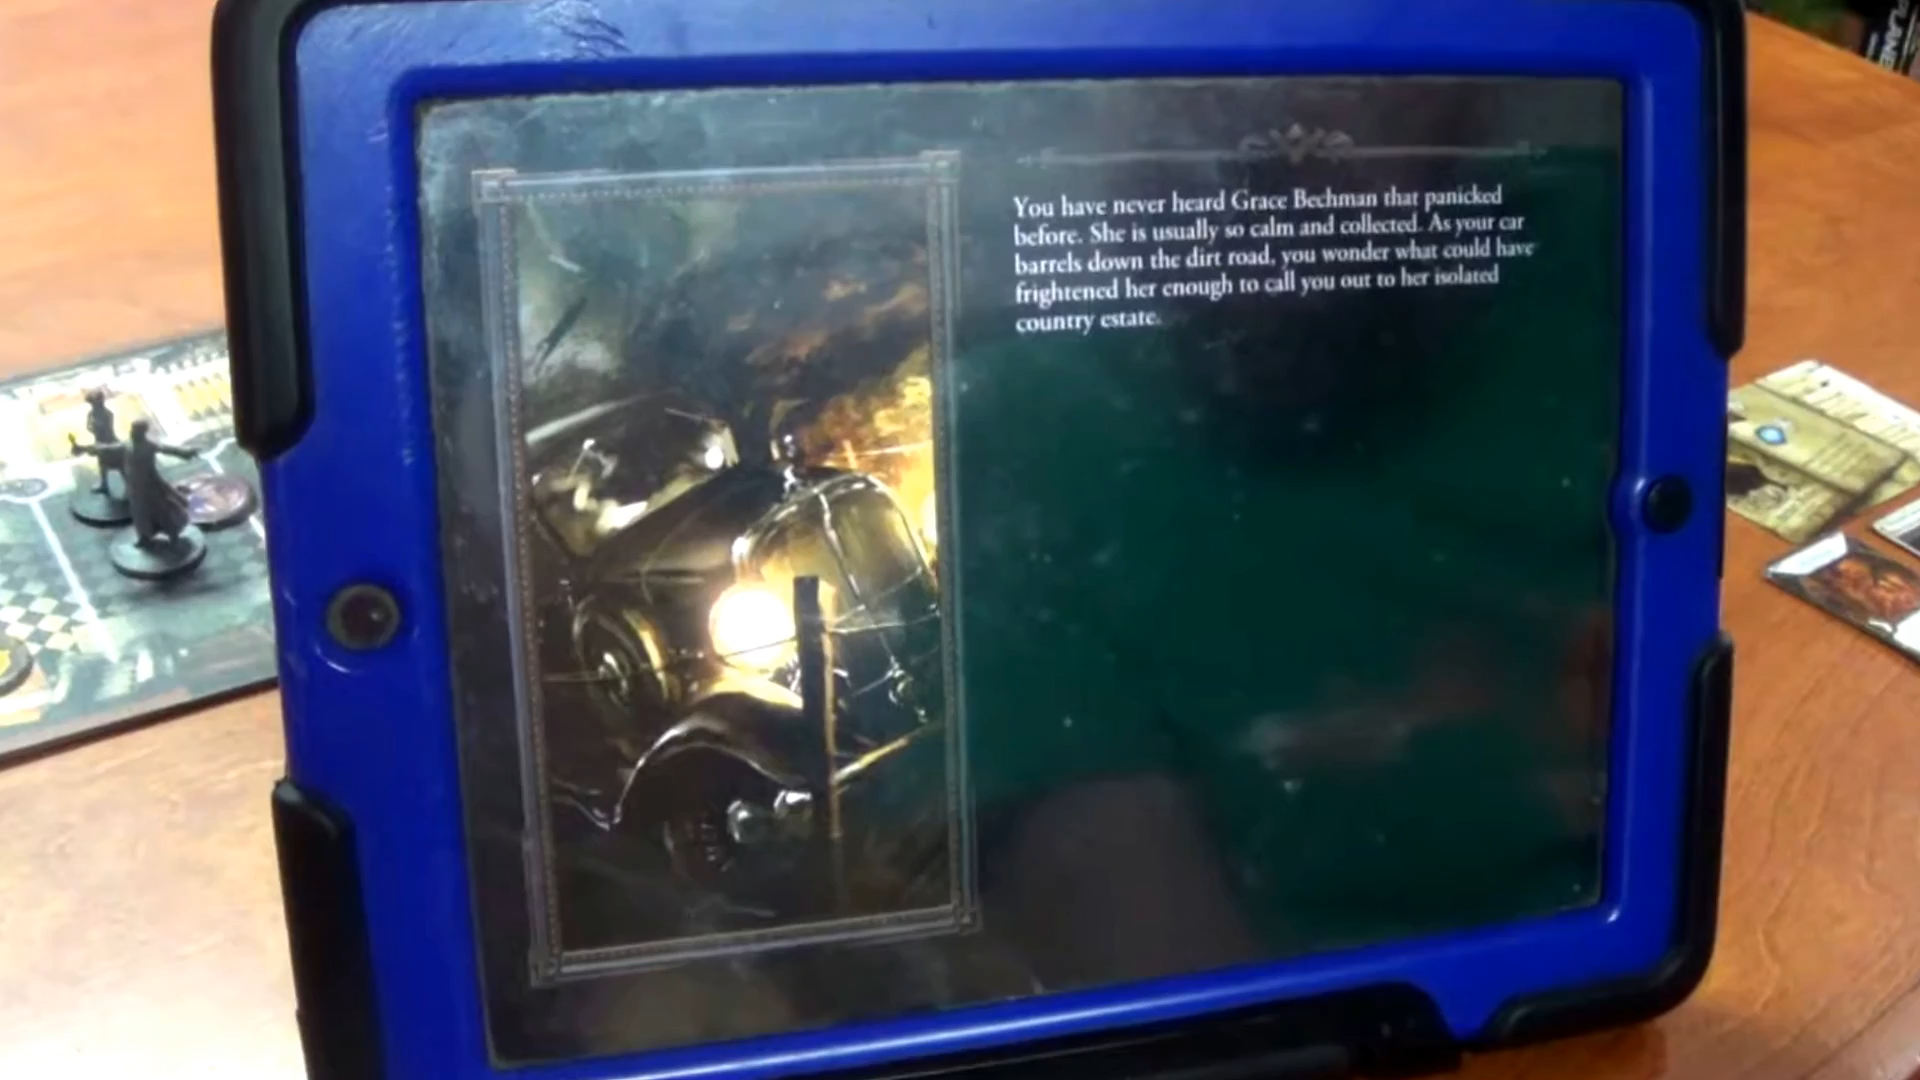 You have never heard Grace Bechman that panicked
before. She is usually so calm and collected. As your car
barrels down the dirt road, you wonder what could have
frightened her enough to call you out to her isolated
country estate.